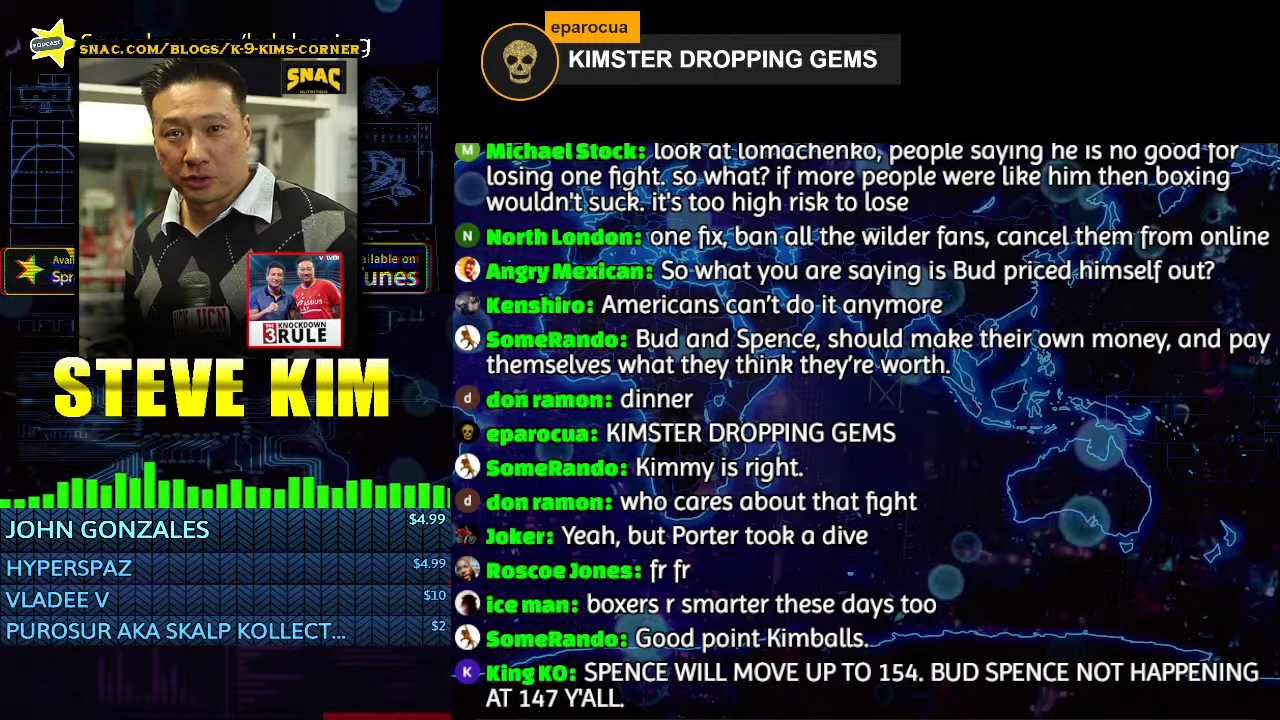 SNAC.COM/BLOGS/K-9-KIMS-CORNER
PODCAST
SNAC
NUTRITION
UCN
KNOCKDOWN
3 RULE
STEVE KIM
JOHN GONZALES $4.99
HYPERSPAZ $4.99
VLADEE V $10
PUROSUR AKA SKALP KOLLECT... $2
eparocua
KIMSTER DROPPING GEMS
Michael Stock: look at lomachenko, people saying he is no good for
losing one fight. so what? if more people were like him then boxing
wouldn't suck. it's too high risk to lose
N North London: one fix, ban all the wilder fans, cancel them from online
Angry Mexican: So what you are saying is Bud priced himself out?
Kenshiro: Americans can’t do it anymore
SomeRando: Bud and Spence, should make their own money, and pay
themselves what they think they’re worth.
d don ramon: dinner
eparocua: KIMSTER DROPPING GEMS
SomeRando: Kimmy is right.
d don ramon: who cares about that fight
Joker: Yeah, but Porter took a dive
Roscoe Jones: fr fr
ice man: boxers r smarter these days too
SomeRando: Good point Kimballs.
K King KO: SPENCE WILL MOVE UP TO 154. BUD SPENCE NOT HAPPENING
AT 147 Y'ALL.